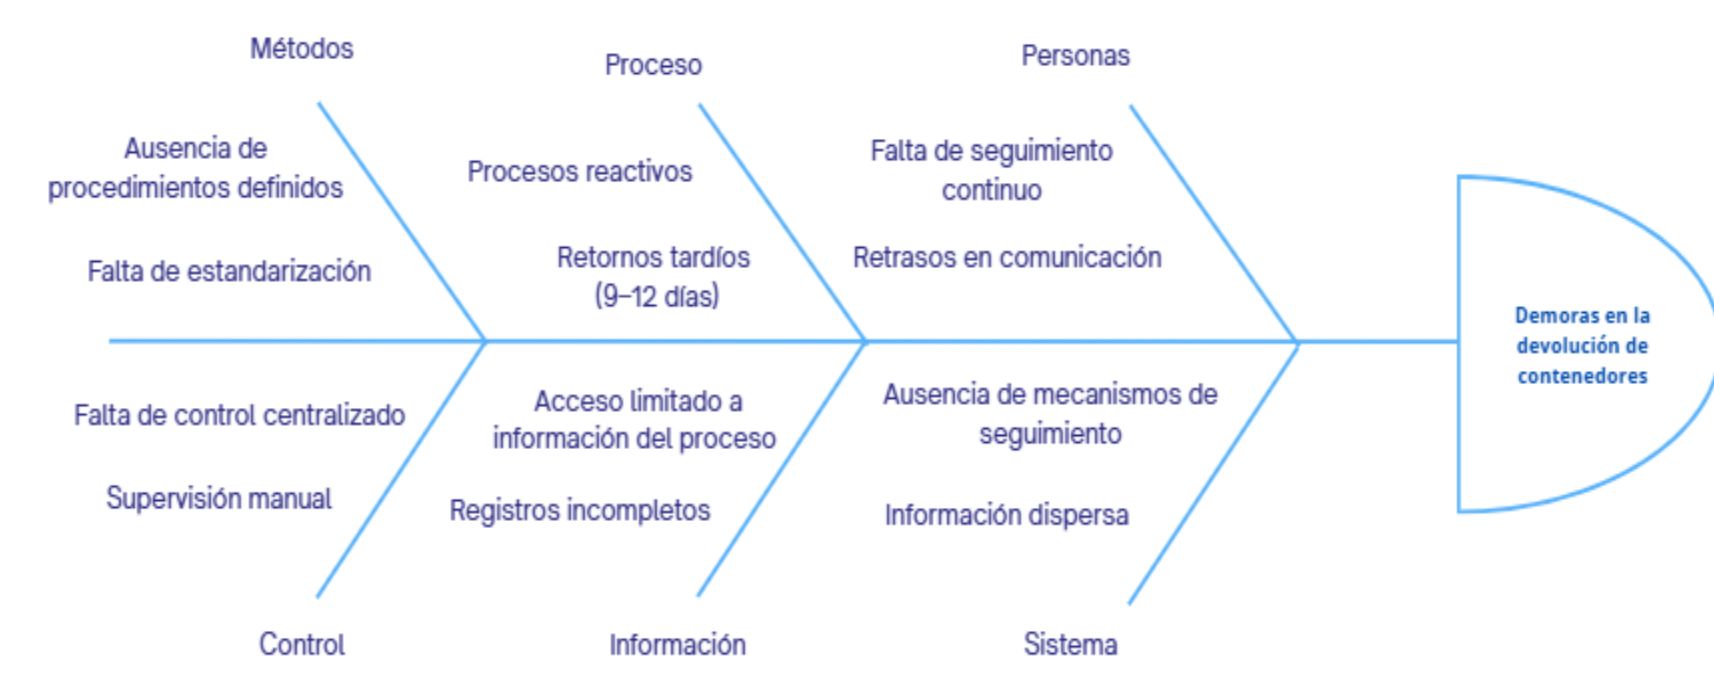 Métodos
Proceso
Personas
Ausencia de
procedimientos definidos
Falta de estandarización
Procesos reactivos
Retornos tardíos
(9–12 días)
Falta de seguimiento
continuo
Retrasos en comunicación
Demoras en la
devolución de
contenedores
Falta de control centralizado
Supervisión manual
Acceso limitado a
información del proceso
Registros incompletos
Ausencia de mecanismos de
seguimiento
Información dispersa
Control
Información
Sistema